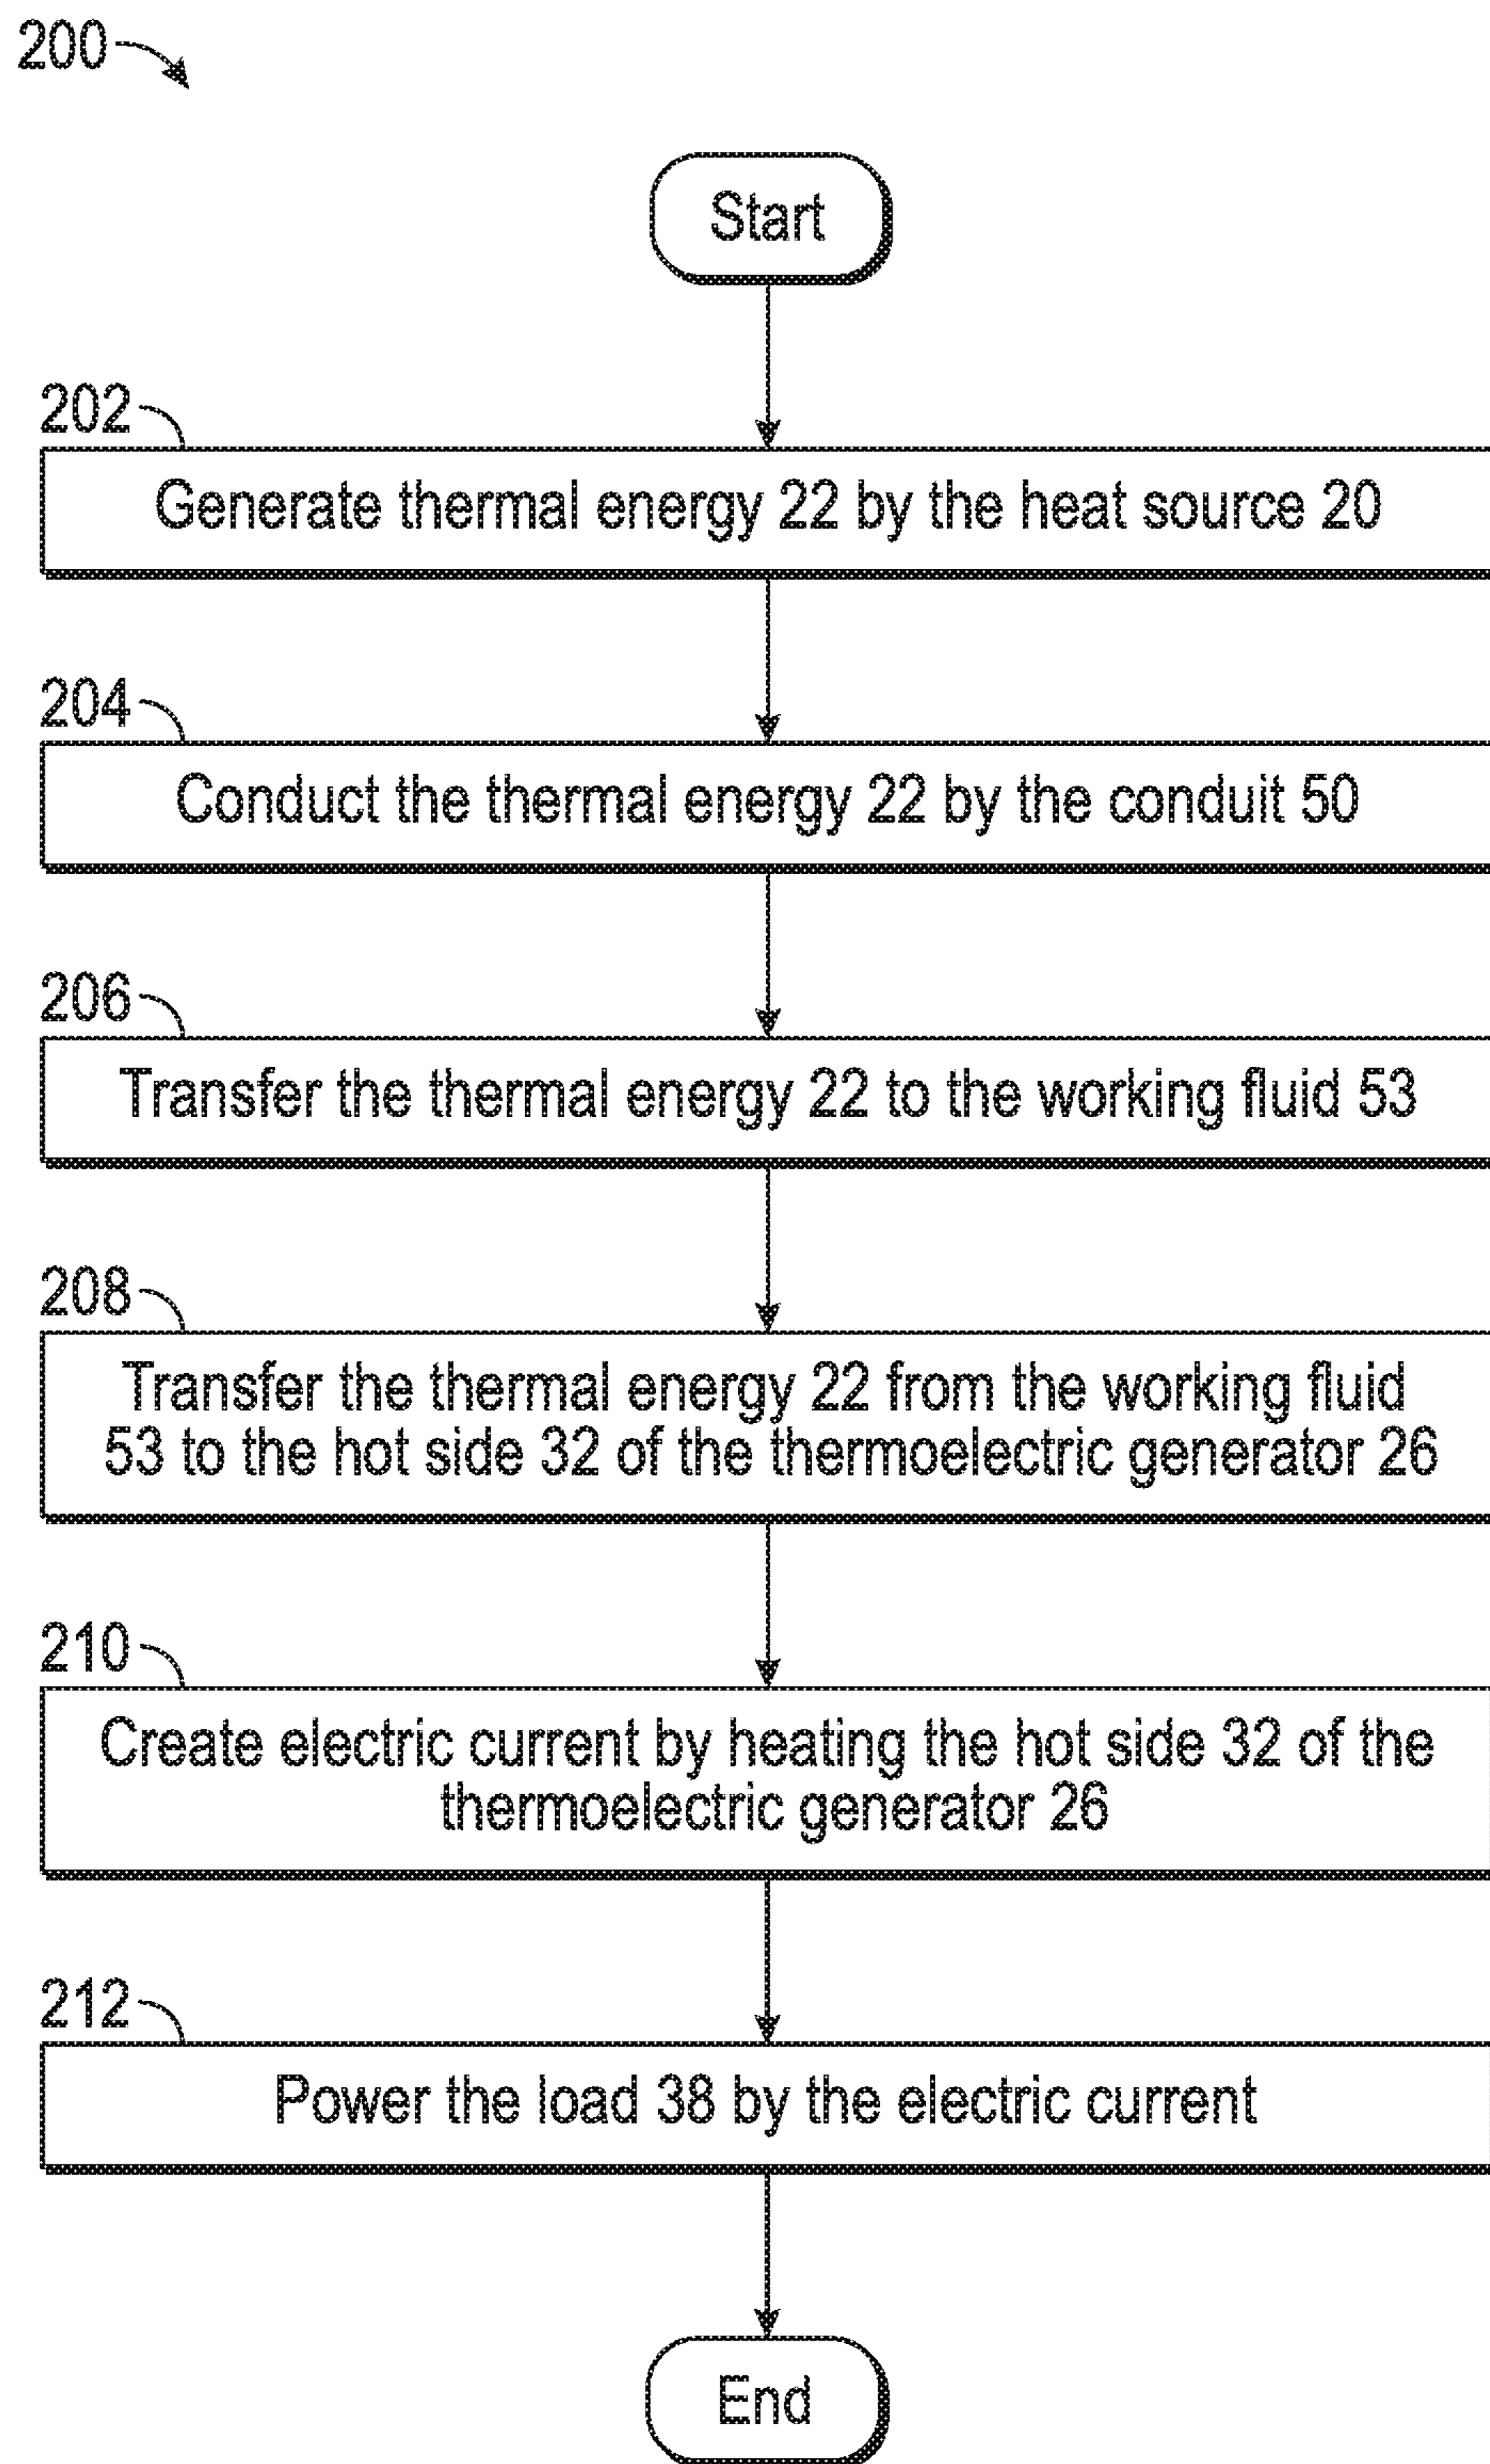 200
Start
202
Generate thermal energy 22 by the heat source 20
204
Conduct the thermal energy 22 by the conduit 50
206
Transfer the thermal energy 22 to the working fluid 53
208
Transfer the thermal energy 22 from the working fluid
53 to the hot side 32 of the thermoelectric generator 26
210
Create electric current by heating the hot side 32 of the
thermoelectric generator 26
212
Power the load 38 by the electric current
End